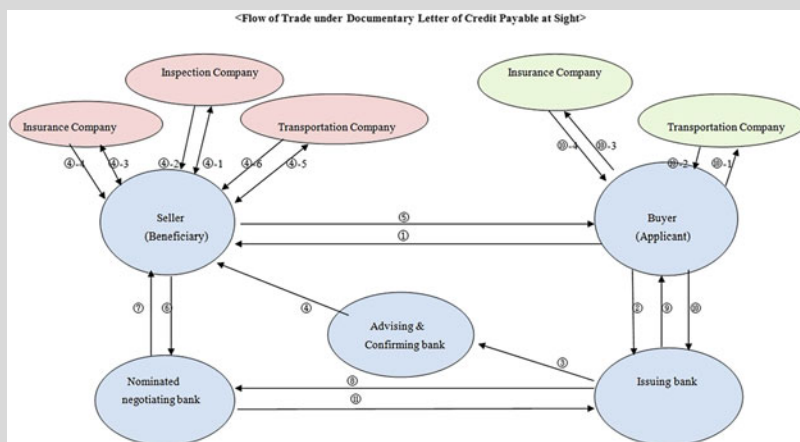 <Flow of Trade under Documentary Letter of Credit Payable at Sight>
Inspection Company
Insurance Company
Insurance Company
Transportation Company
Transportation Company
④-4
④-3
④-2
④-1
④-6
④-5
⑩-4
⑩-3
⑩-2
⑩-1
Seller
(Beneficiary)
⑤
①
Buyer
(Applicant)
⑦
⑥
④
②
⑨
⑩
Advising &
Confirming bank
③
Nominated
negotiating bank
⑧
⑪
Issuing bank